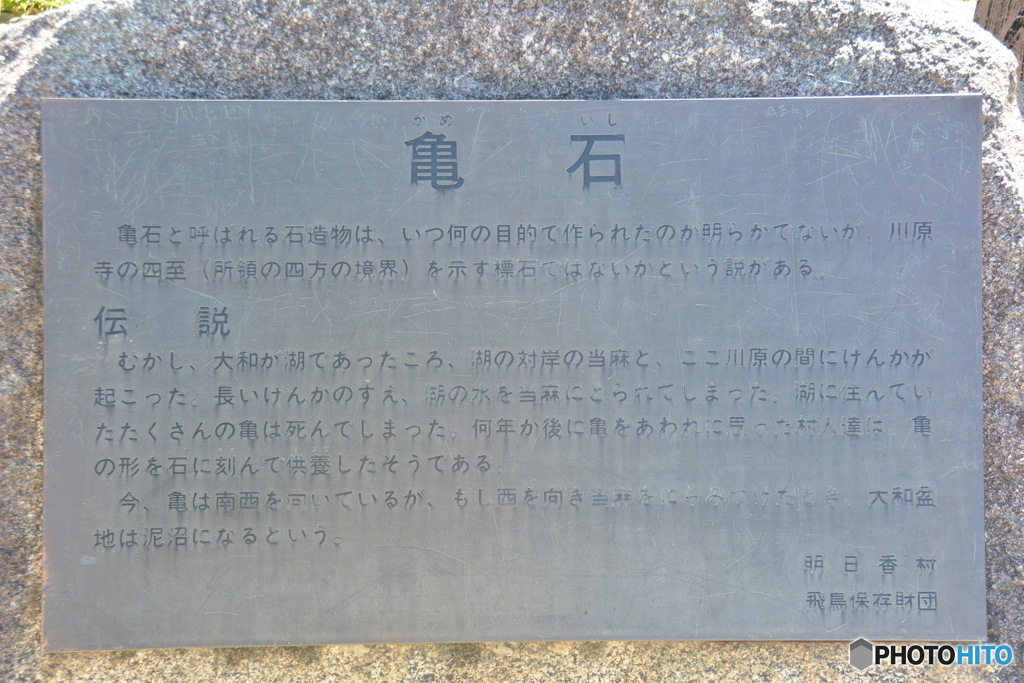 かめ いし
亀 石
亀石と呼ばれる石造物は、いつ何の目的で作られたのか明らかでないが、川原
寺の四至（所領の四方の境界）を示す標石ではないかという説がある。
伝 説
むかし、大和が湖であったころ、湖の対岸の当麻と、ここ川原の間にけんかが
起こった。長いけんかのすえ、湖の水を当麻にとられてしまった。湖に住んでい
たたくさんの亀は死んでしまった。何年か後に亀をあわれに思った村人達は、亀
の形を石に刻んで供養したそうである。
今、亀は南西を向いているが、もし西を向き当麻をにらみつけたとき、大和盆
地は泥沼になるという。
明日香村
飛鳥保存財団
PHOTOHITO